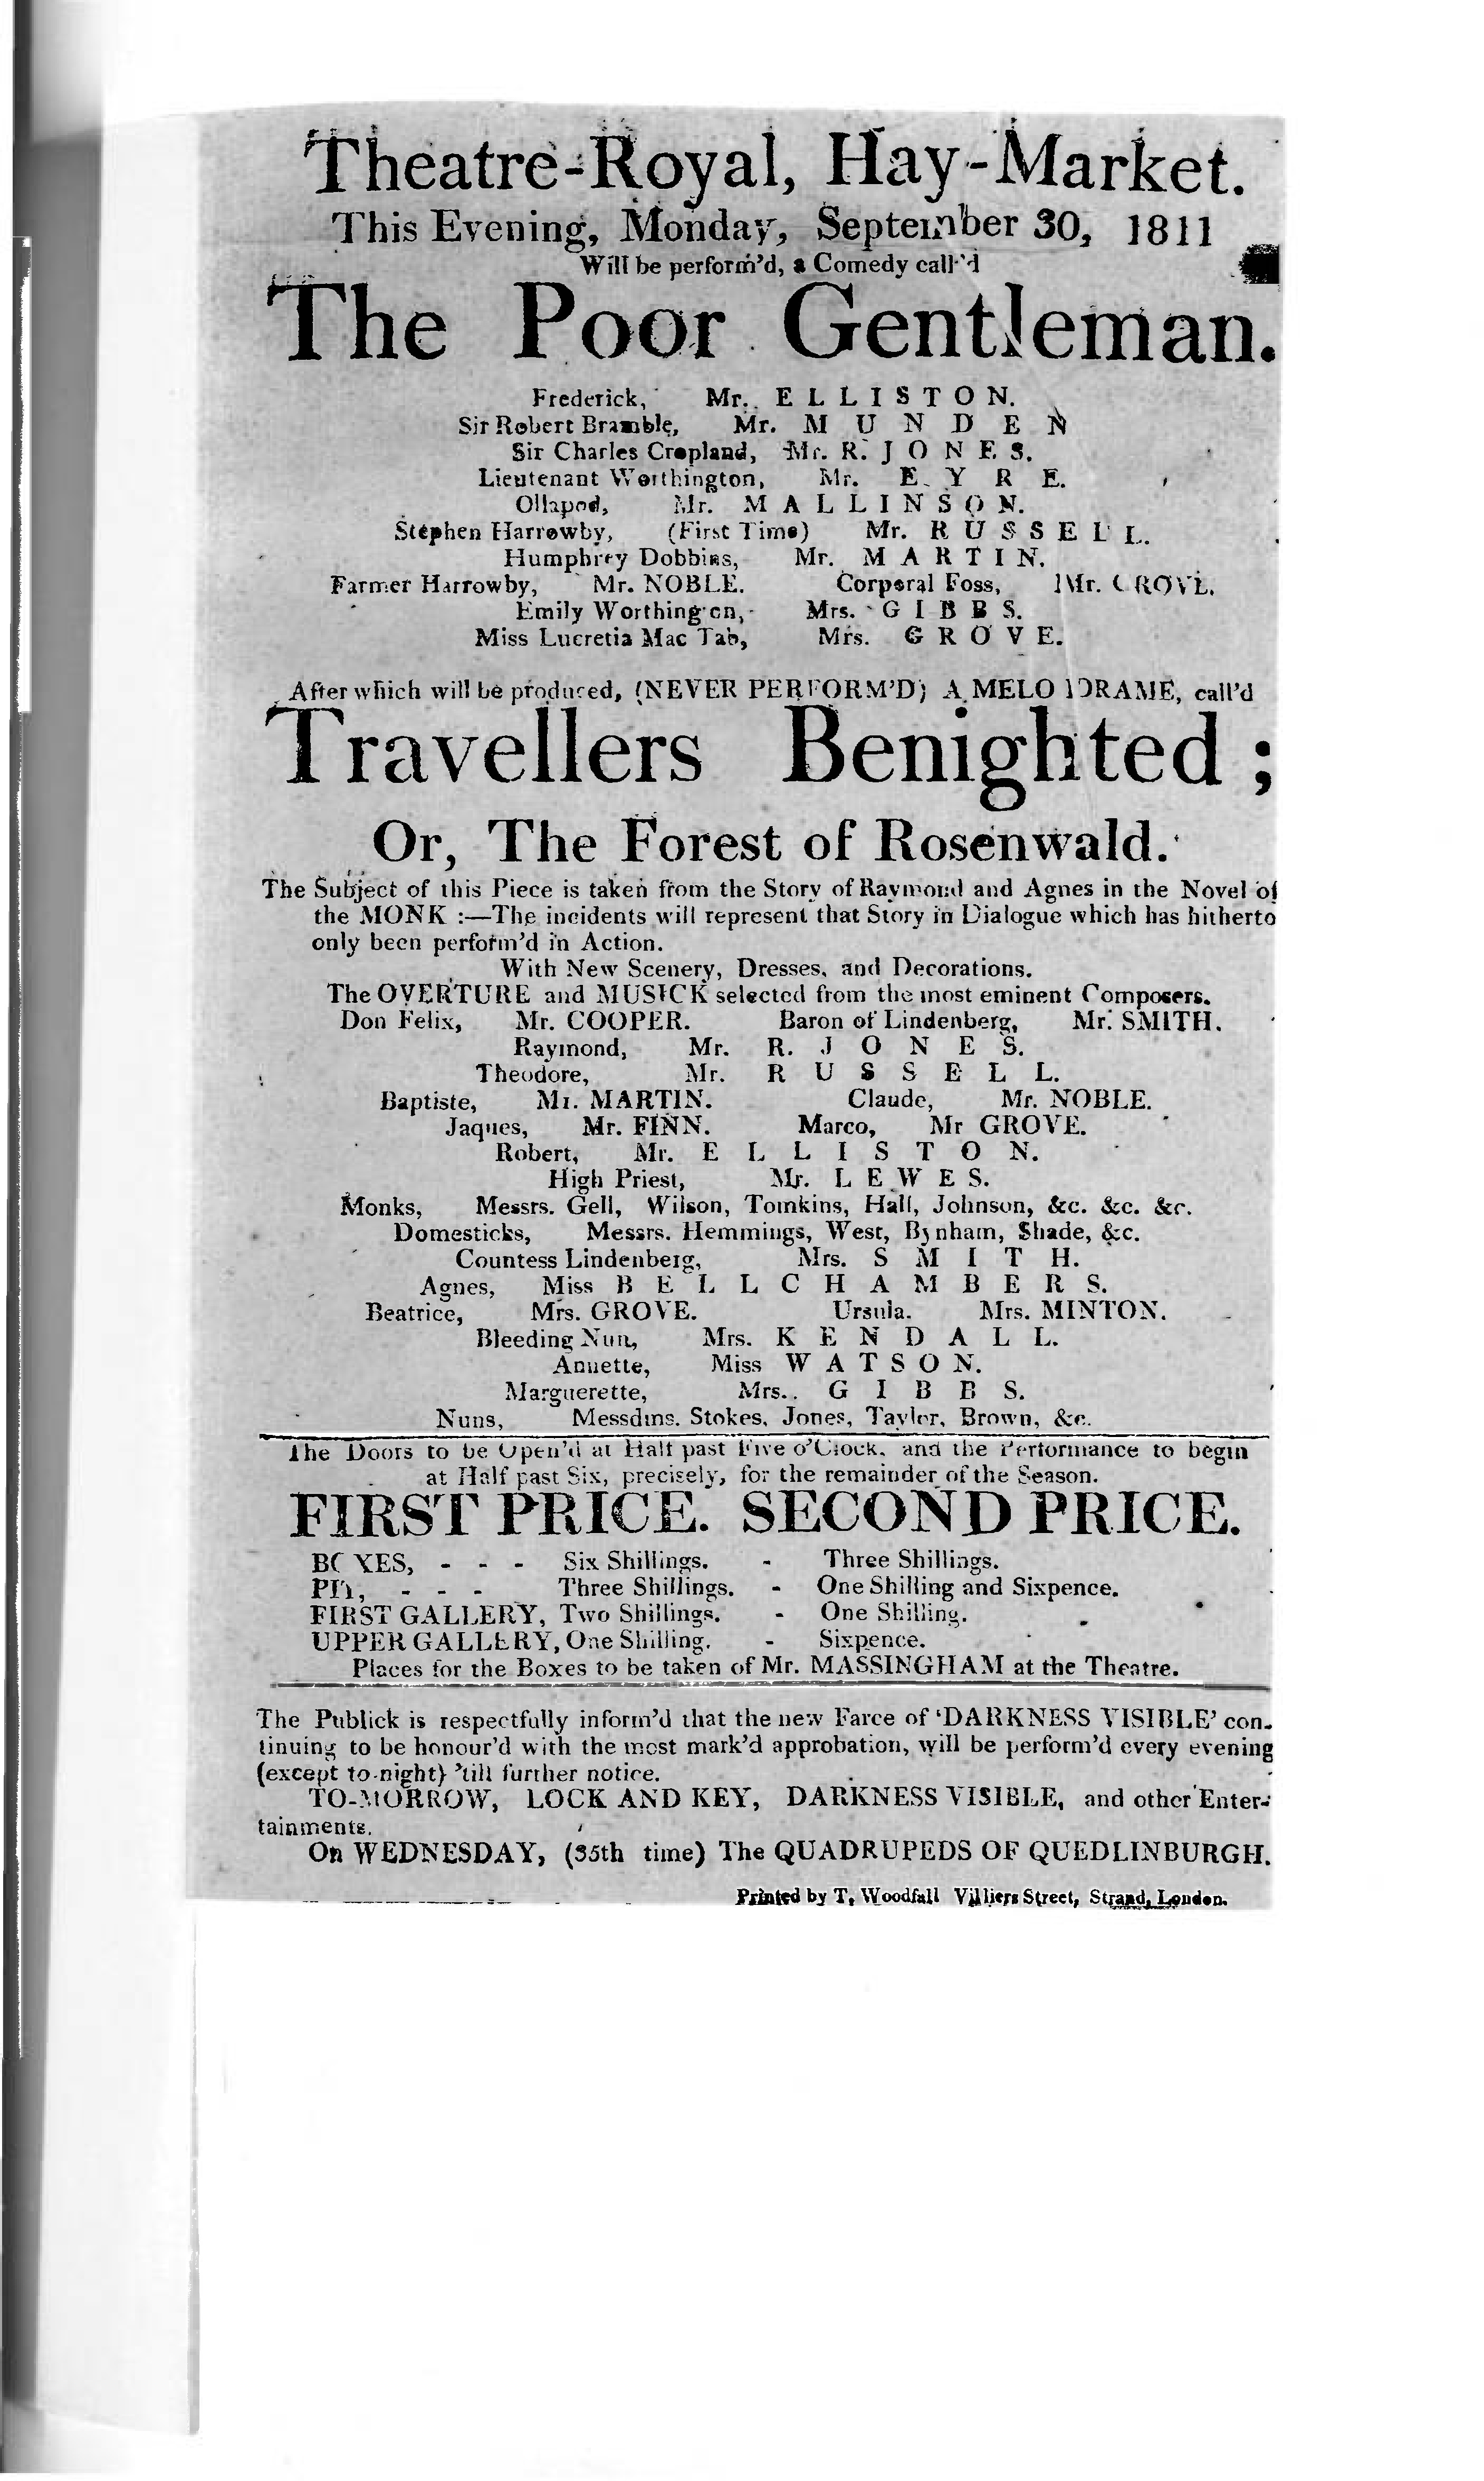 Theatre-Royal, Hay-Market.
This Evening, Monday, September 30, 1811
Will be perform'd, a Comedy call'd
The Poor Gentleman.
Frederick, Mr. ELLISTON.
Sir Robert Bramble, Mr. MUNDEN
Sir Charles Cropland, Mr. R. JONES.
Lieutenant Worthington, Mr. EYRE.
Ollapod, Mr. MALLINSON.
Stephen Harrowby, (First Time) Mr. RUSSELL.
Humphrey Dobbins, Mr. MARTIN.
Farmer Harrowby, Mr. NOBLE. Corporal Foss, Mr. GROVE.
Emily Worthington, Mrs. GIBBS.
Miss Lucretia Mac Tab, Mrs. GROVE.
After which will be produced, (NEVER PERFORM'D) A MELO DRAME, call'd
Travellers Benighted ;
Or, The Forest of Rosenwald.
The Subject of this Piece is taken from the Story of Raymond and Agnes in the Novel of
the MONK :—The incidents will represent that Story in Dialogue which has hitherto
only been perform'd in Action.
With New Scenery, Dresses, and Decorations.
The OVERTURE and MUSICK selected from the most eminent Composers.
Don Felix, Mr. COOPER. Baron of Lindenberg, Mr. SMITH.
Raymond, Mr. R. JONES.
Theodore, Mr. RUSSELL.
Baptiste, Mr. MARTIN. Claude, Mr. NOBLE.
Jaques, Mr. FINN. Marco, Mr GROVE.
Robert, Mr. ELLISTON.
High Priest, Mr. LEWES.
Monks, Messrs. Gell, Wilson, Tomkins, Hall, Johnson, &c. &c. &c.
Domesticks, Messrs. Hemmings, West, Bynham, Shade, &c.
Countess Lindenberg, Mrs. SMITH.
Agnes, Miss BELLCHAMBERS.
Beatrice, Mrs. GROVE. Ursula. Mrs. MINTON.
Bleeding Nun, Mrs. KENDALL.
Annette, Miss WATSON.
Marguerette, Mrs. GIBBS.
Nuns, Messdms. Stokes, Jones, Tayler, Brown, &c.
The Doors to be Open'd at Half past Five o'Clock, and the Performance to begin
at Half past Six, precisely, for the remainder of the Season.
FIRST PRICE. SECOND PRICE.
BOXES, - - - Six Shillings. - Three Shillings.
PIT, - - - Three Shillings. - One Shilling and Sixpence.
FIRST GALLERY, Two Shillings. - One Shilling.
UPPER GALLERY, One Shilling. - Sixpence.
Places for the Boxes to be taken of Mr. MASSINGHAM at the Theatre.
The Publick is respectfully inform'd that the new Farce of 'DARKNESS VISIBLE' con-
tinuing to be honour'd with the most mark'd approbation, will be perform'd every evening
(except to-night) 'till further notice.
TO-MORROW, LOCK AND KEY, DARKNESS VISIBLE, and other Enter-
tainments.
On WEDNESDAY, (35th time) The QUADRUPEDS OF QUEDLINBURGH.
Printed by T. Woodfall Villiers Street, Strand, London.